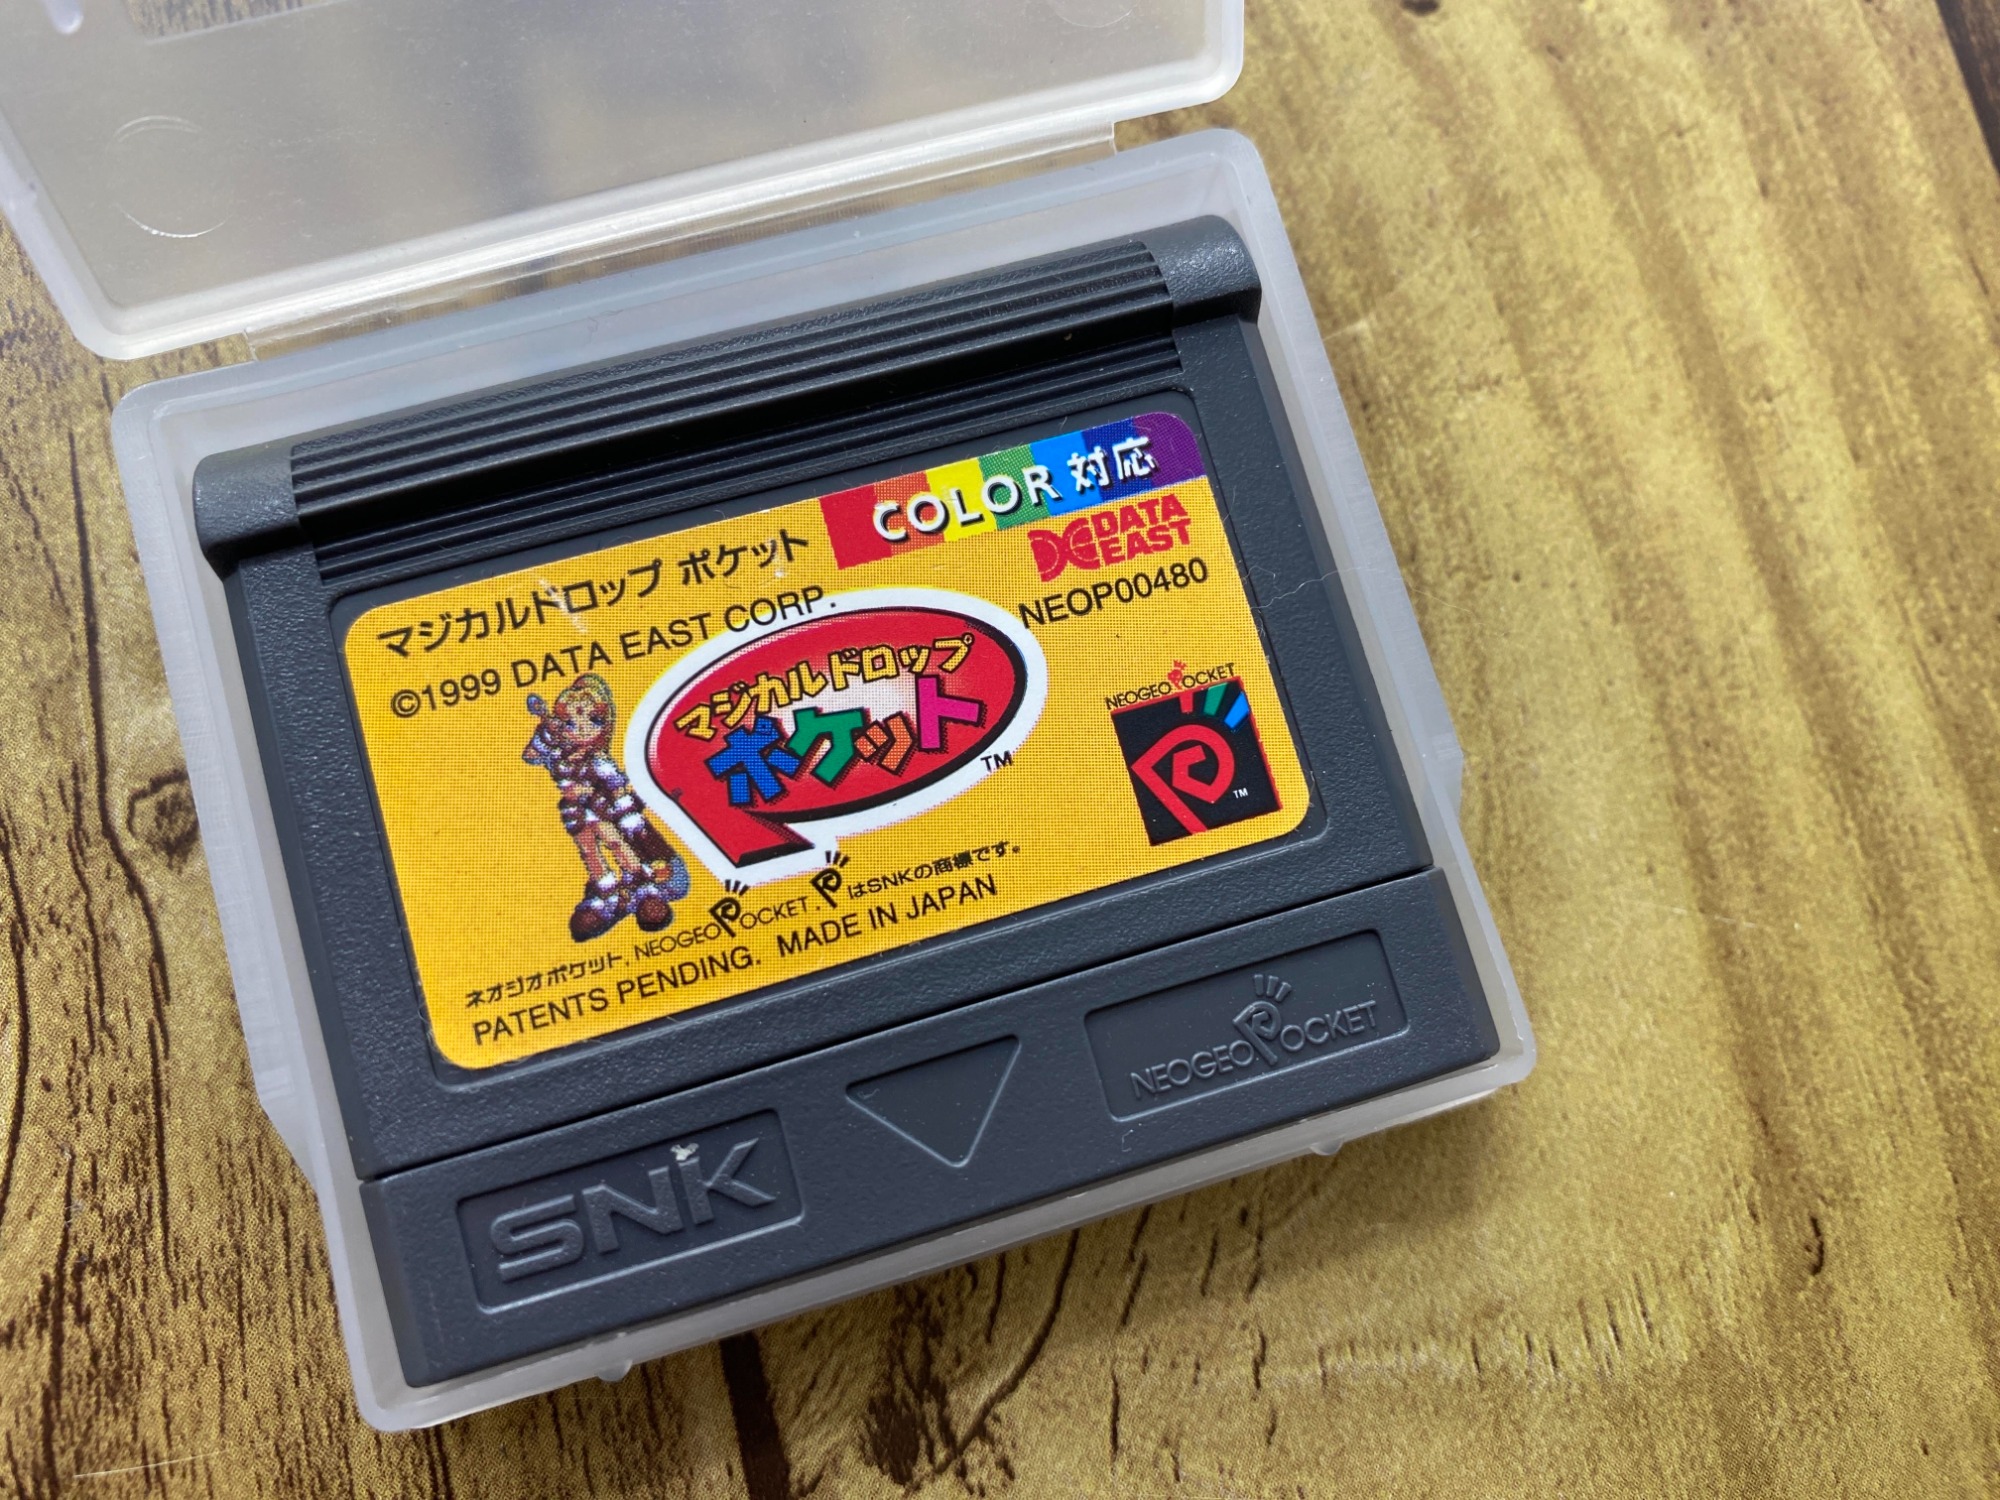 COLOR 対応
マジカルドロップ ポケット
DATA EAST
©1999 DATA EAST CORP.
NEOP00480
マジカルドロップ
ポケット
TM
NEOGEO POCKET
TM
ネオジオポケット, NEOGEO POCKET. P はSNKの商標です。
PATENTS PENDING. MADE IN JAPAN
SNK
NEOGEO POCKET